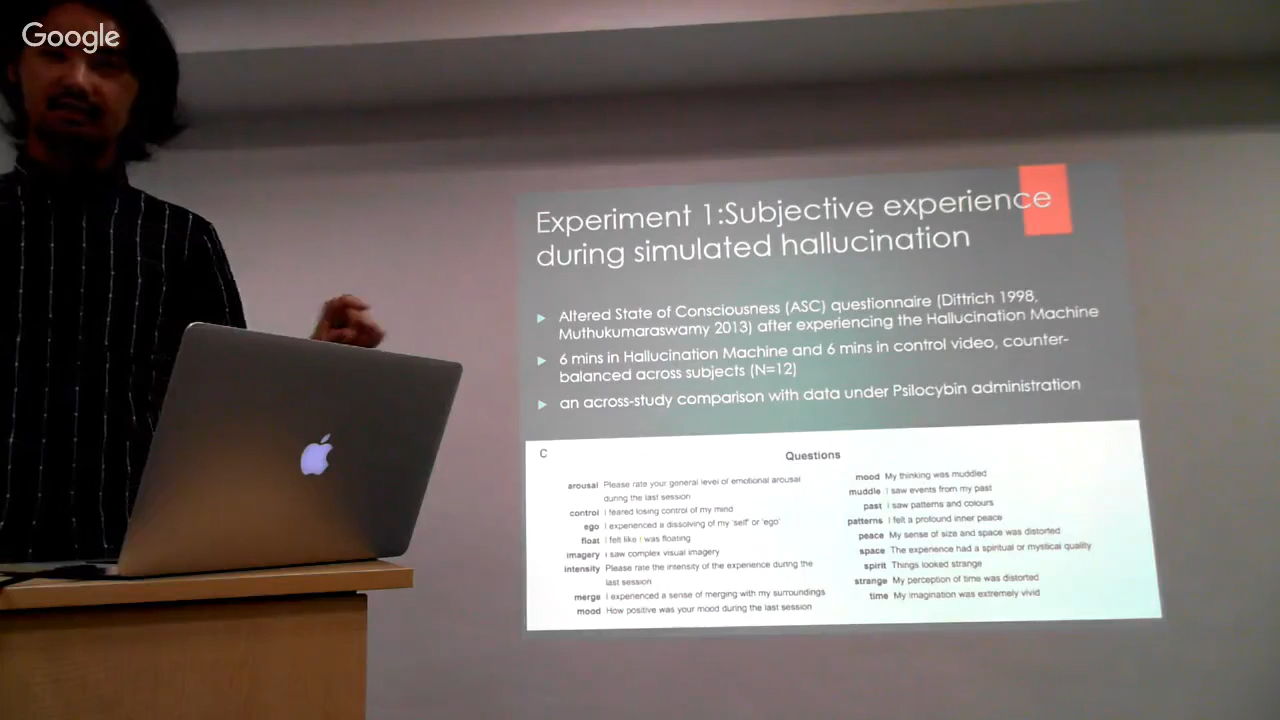 Google
Experiment 1:Subjective experience
during simulated hallucination
Altered State of Consciousness (ASC) questionnaire (Dittrich 1998,
Muthukumaraswamy 2013) after experiencing the Hallucination Machine
6 mins in Hallucination Machine and 6 mins in control video, counter-
balanced across subjects (N=12)
an across-study comparison with data under Psilocybin administration
C
Questions
arousal Please rate your general level of emotional arousal
during the last session
control I feared losing control of my mind
ego I experienced a dissolving of my 'self' or 'ego'
float I felt like I was floating
imagery I saw complex visual imagery
intensity Please rate the intensity of the experience during the
last session
merge I experienced a sense of merging with my surroundings
mood How positive was your mood during the last session
mood My thinking was muddled
muddle I saw events from my past
past I saw patterns and colours
patterns I felt a profound inner peace
peace My sense of size and space was distorted
space The experience had a spiritual or mystical quality
spirit Things looked strange
strange My perception of time was distorted
time My imagination was extremely vivid